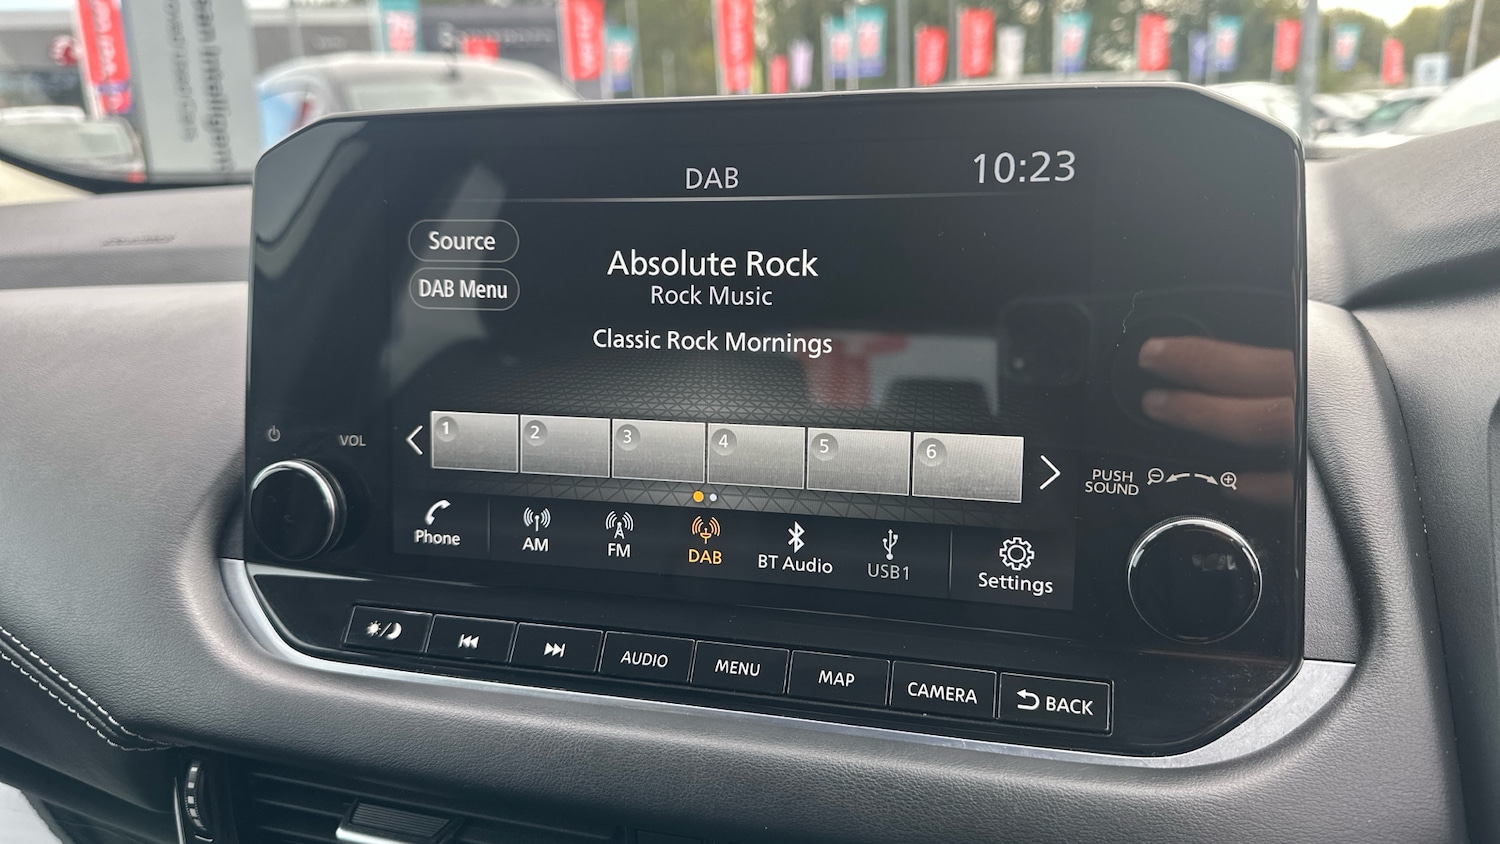 DAB
10:23
Source
DAB Menu
Absolute Rock
Rock Music
Classic Rock Mornings
1
2
3
4
5
6
VOL
PUSH
SOUND
Phone
AM
FM
DAB
BT Audio
USB1
Settings
AUDIO
MENU
MAP
CAMERA
BACK